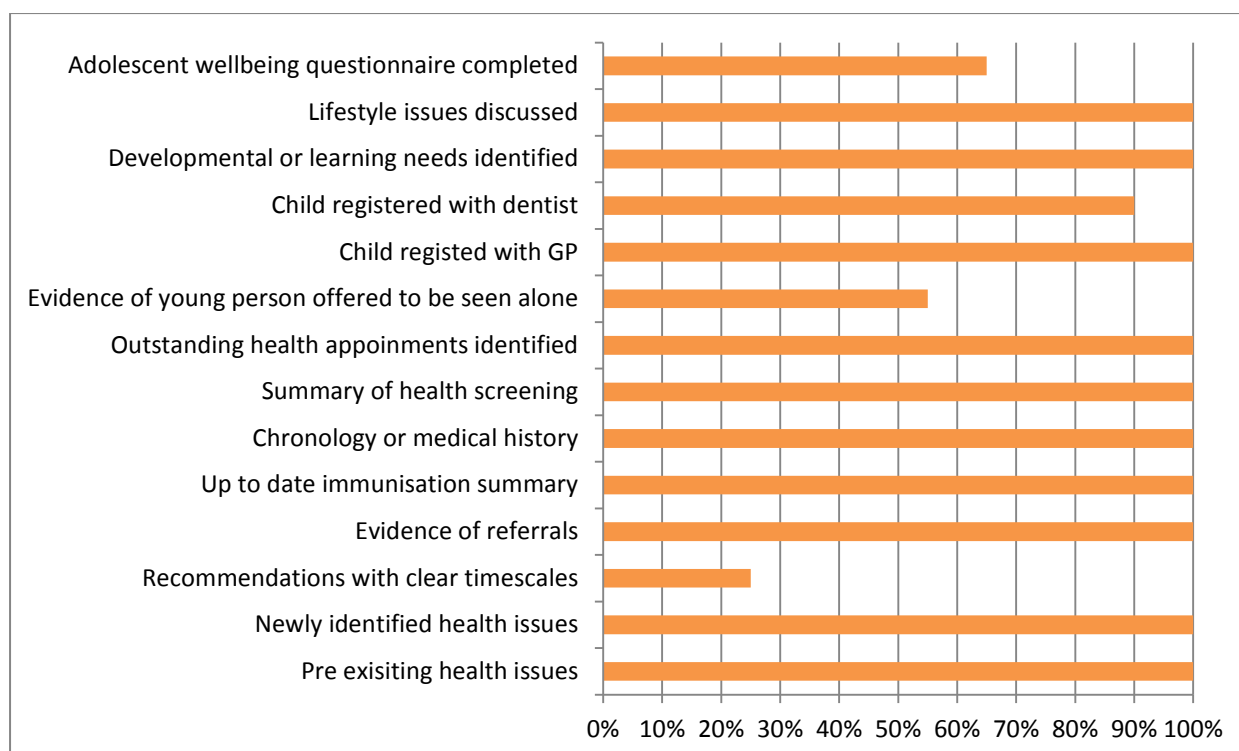 Adolescent wellbeing questionnaire completed
Lifestyle issues discussed
Developmental or learning needs identified
Child registered with dentist
Child registed with GP
Evidence of young person offered to be seen alone
Outstanding health appoinments identified
Summary of health screening
Chronology or medical history
Up to date immunisation summary
Evidence of referrals
Recommendations with clear timescales
Newly identified health issues
Pre exisiting health issues
0% 10% 20% 30% 40% 50% 60% 70% 80% 90% 100%